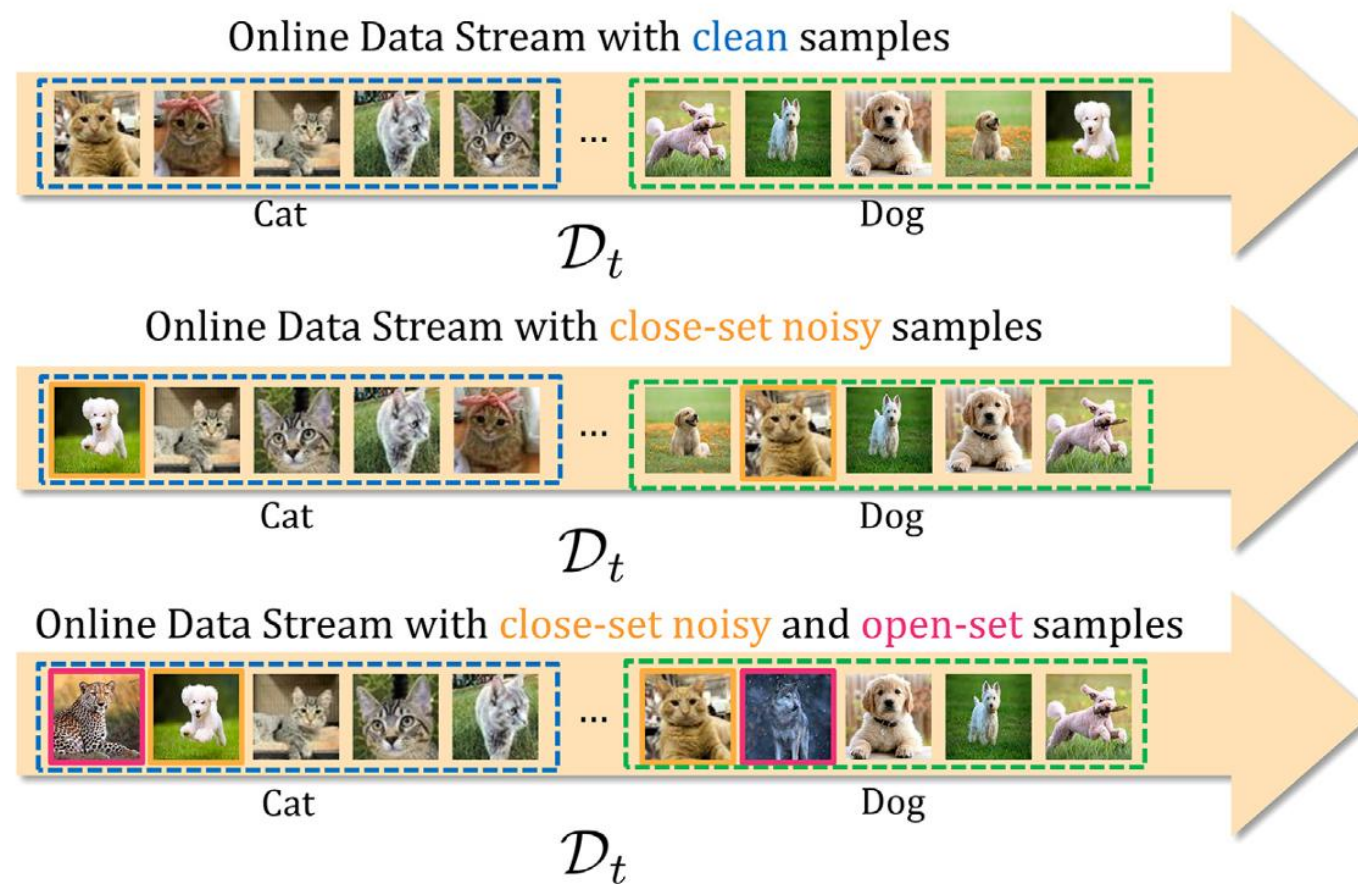 Online Data Stream with clean samples
...
Cat
Dog
𝒟ₜ
Online Data Stream with close-set noisy samples
...
Cat
Dog
𝒟ₜ
Online Data Stream with close-set noisy and open-set samples
...
Cat
Dog
𝒟ₜ